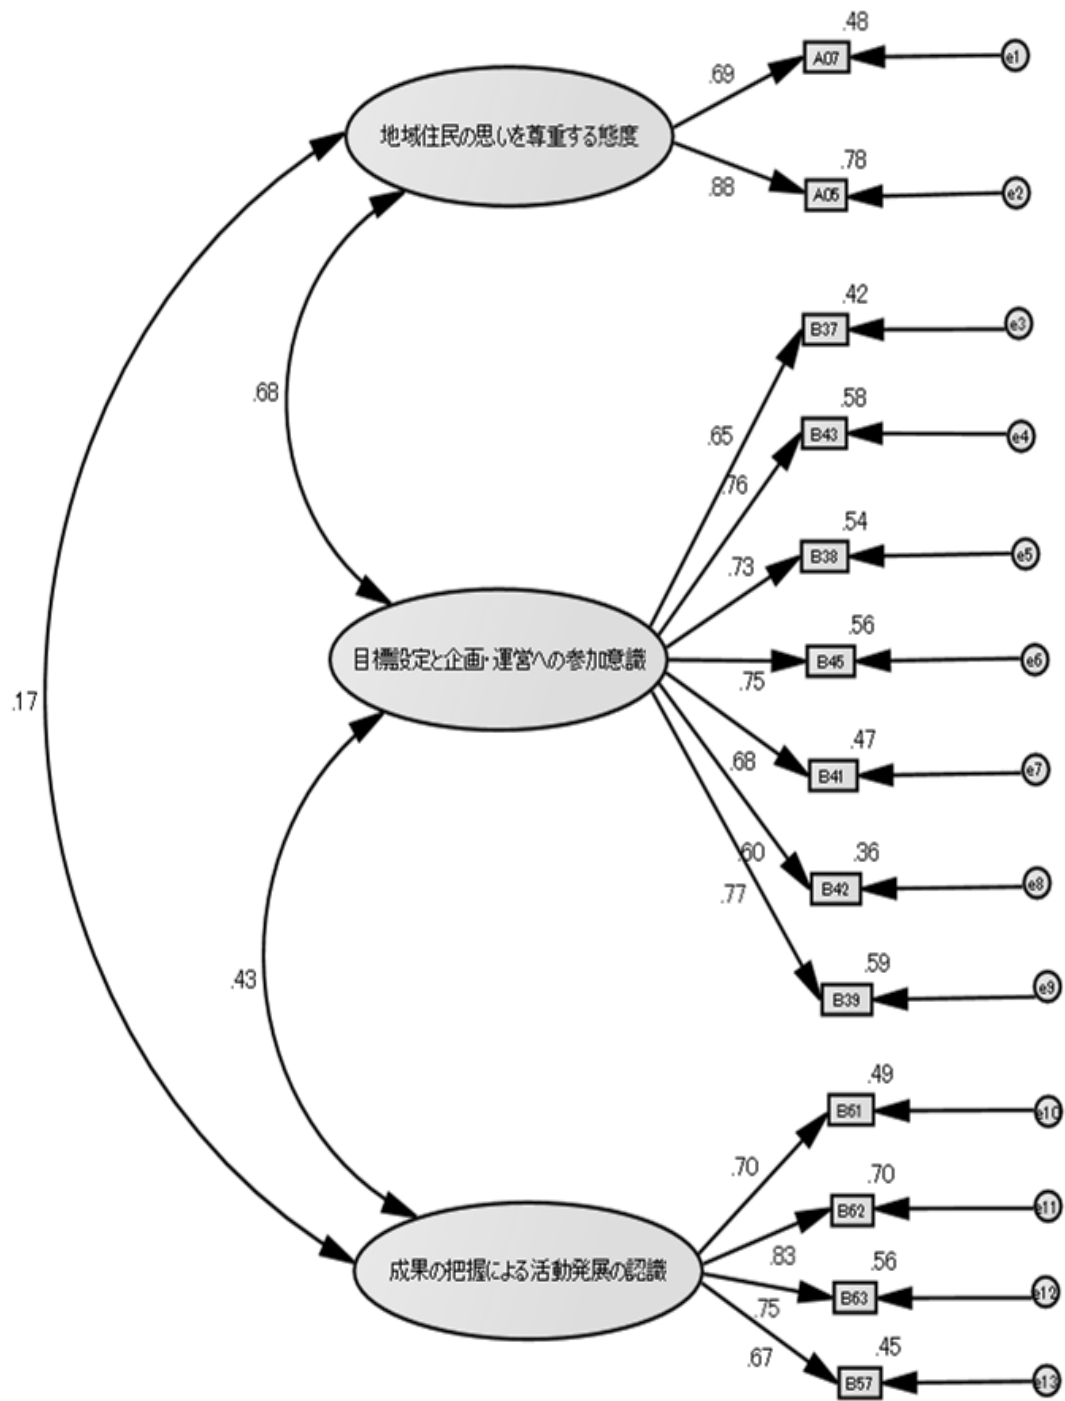 .48
A07
e1
.69
地域住民の思いを尊重する態度
.78
.88
A05
e2
.42
B37
e3
.68
.58
B43
e4
.65
.76
.54
B38
e5
.73
.56
目標設定と企画・運営への参加意識
B45
e6
.75
.17
.47
.68
B41
e7
.60
.36
B42
e8
.77
.59
.43
B39
e9
.49
B61
e10
.70
.70
B62
e11
.83
.56
成果の把握による活動発展の認識
B63
e12
.75
.45
.67
B57
e13